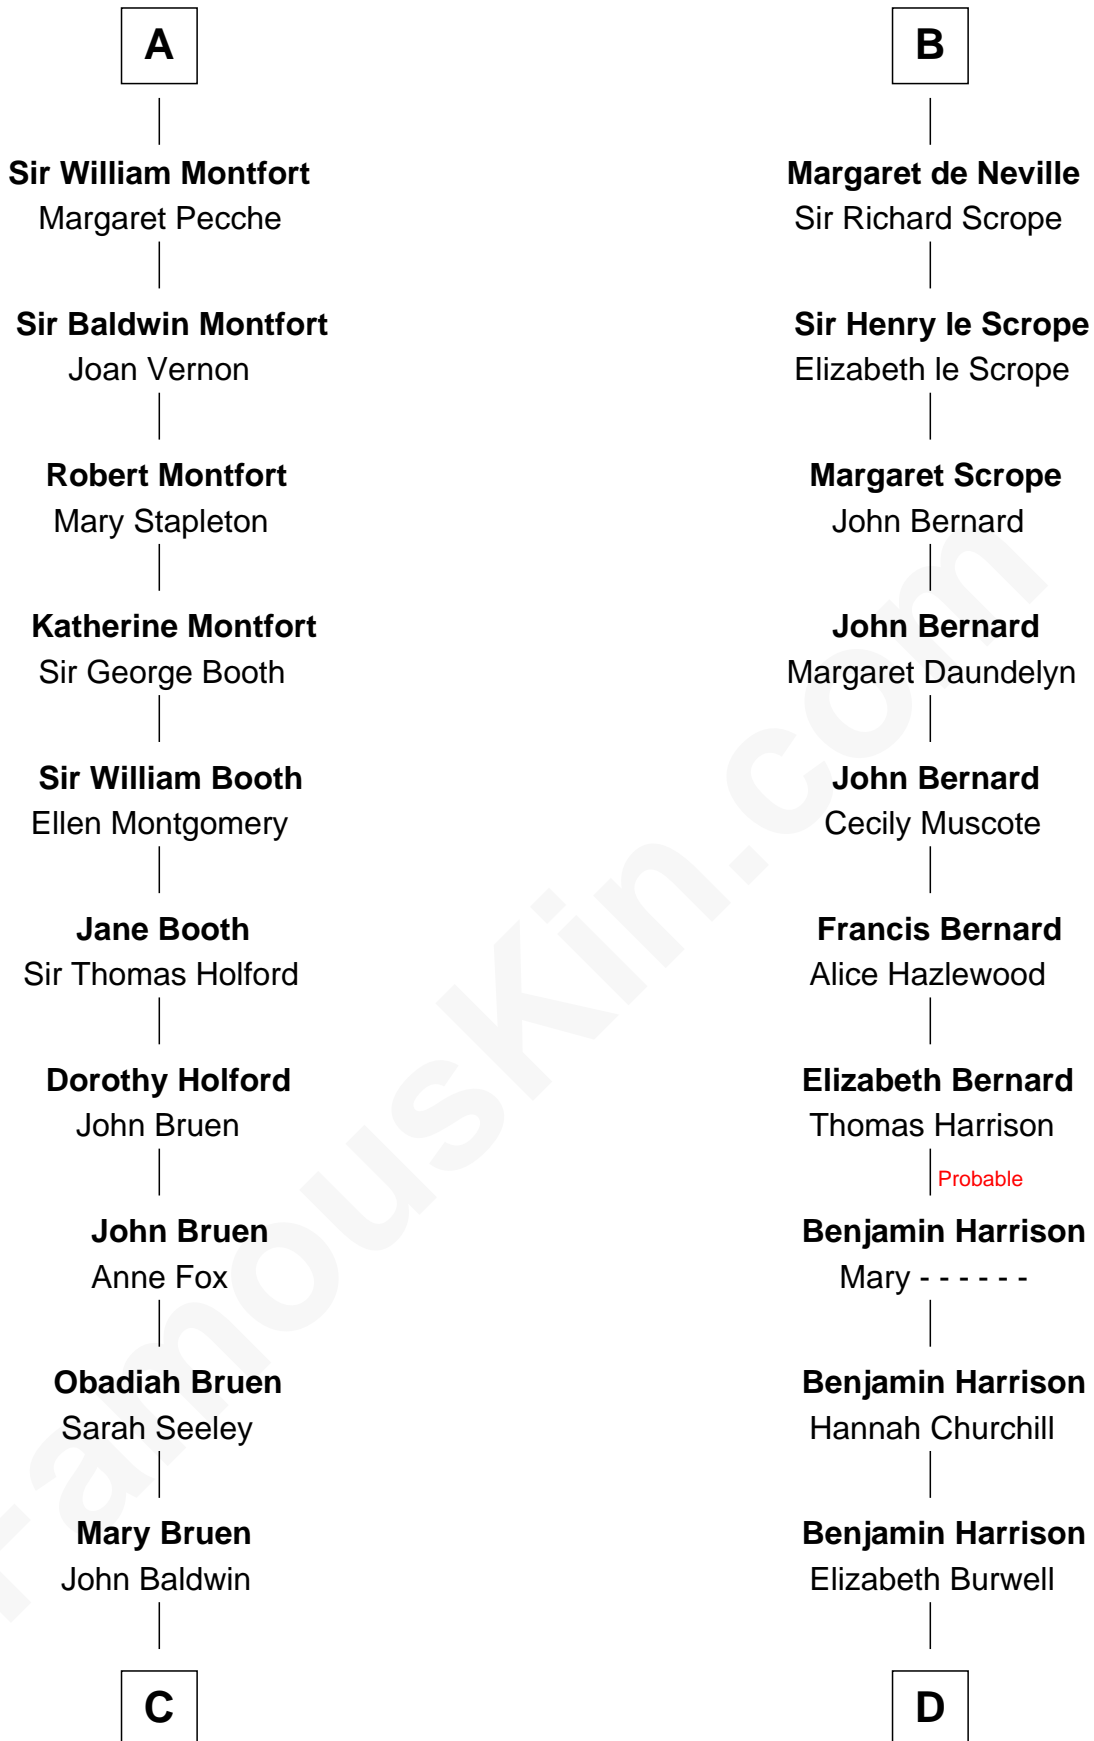 A
Sir William Montfort
Margaret Pecche
Sir Baldwin Montfort
Joan Vernon
Robert Montfort
Mary Stapleton
Katherine Montfort
Sir George Booth
Sir William Booth
Ellen Montgomery
Jane Booth
Sir Thomas Holford
Dorothy Holford
John Bruen
John Bruen
Anne Fox
Obadiah Bruen
Sarah Seeley
Mary Bruen
John Baldwin
C
B
Margaret de Neville
Sir Richard Scrope
Sir Henry le Scrope
Elizabeth le Scrope
Margaret Scrope
John Bernard
John Bernard
Margaret Daundelyn
John Bernard
Cecily Muscote
Francis Bernard
Alice Hazlewood
Elizabeth Bernard
Thomas Harrison
Probable
Benjamin Harrison
Mary - - - - - -
Benjamin Harrison
Hannah Churchill
Benjamin Harrison
Elizabeth Burwell
D
FamousKin.com